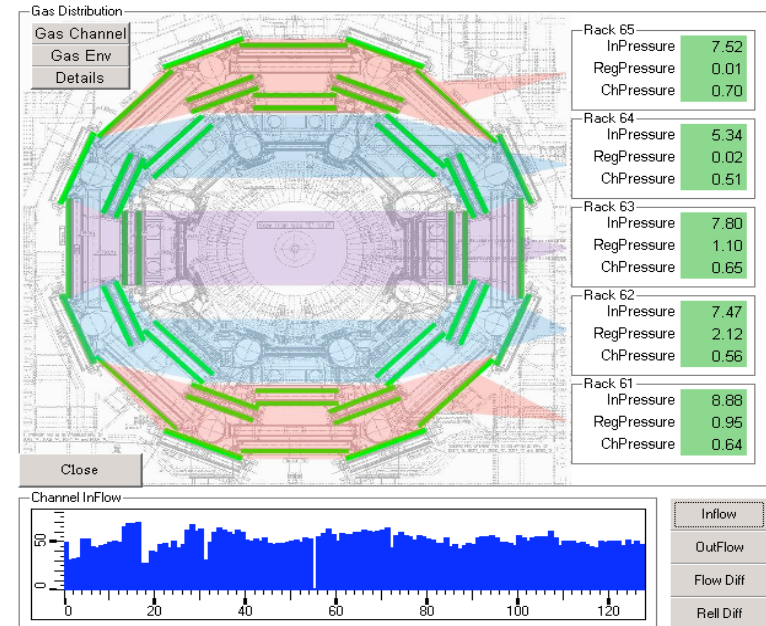 Gas Distribution
Gas Channel
Gas Env
Details
Rack 65
InPressure 7.52
RegPressure 0.01
ChPressure 0.70
Rack 64
InPressure 5.34
RegPressure 0.02
ChPressure 0.51
Rack 63
InPressure 7.80
RegPressure 1.10
ChPressure 0.65
Rack 62
InPressure 7.47
RegPressure 2.12
ChPressure 0.56
Rack 61
InPressure 8.88
RegPressure 0.95
ChPressure 0.64
Close
Channel InFlow
50
0
0 20 40 60 80 100 120
Inflow
OutFlow
Flow Diff
Rell Diff